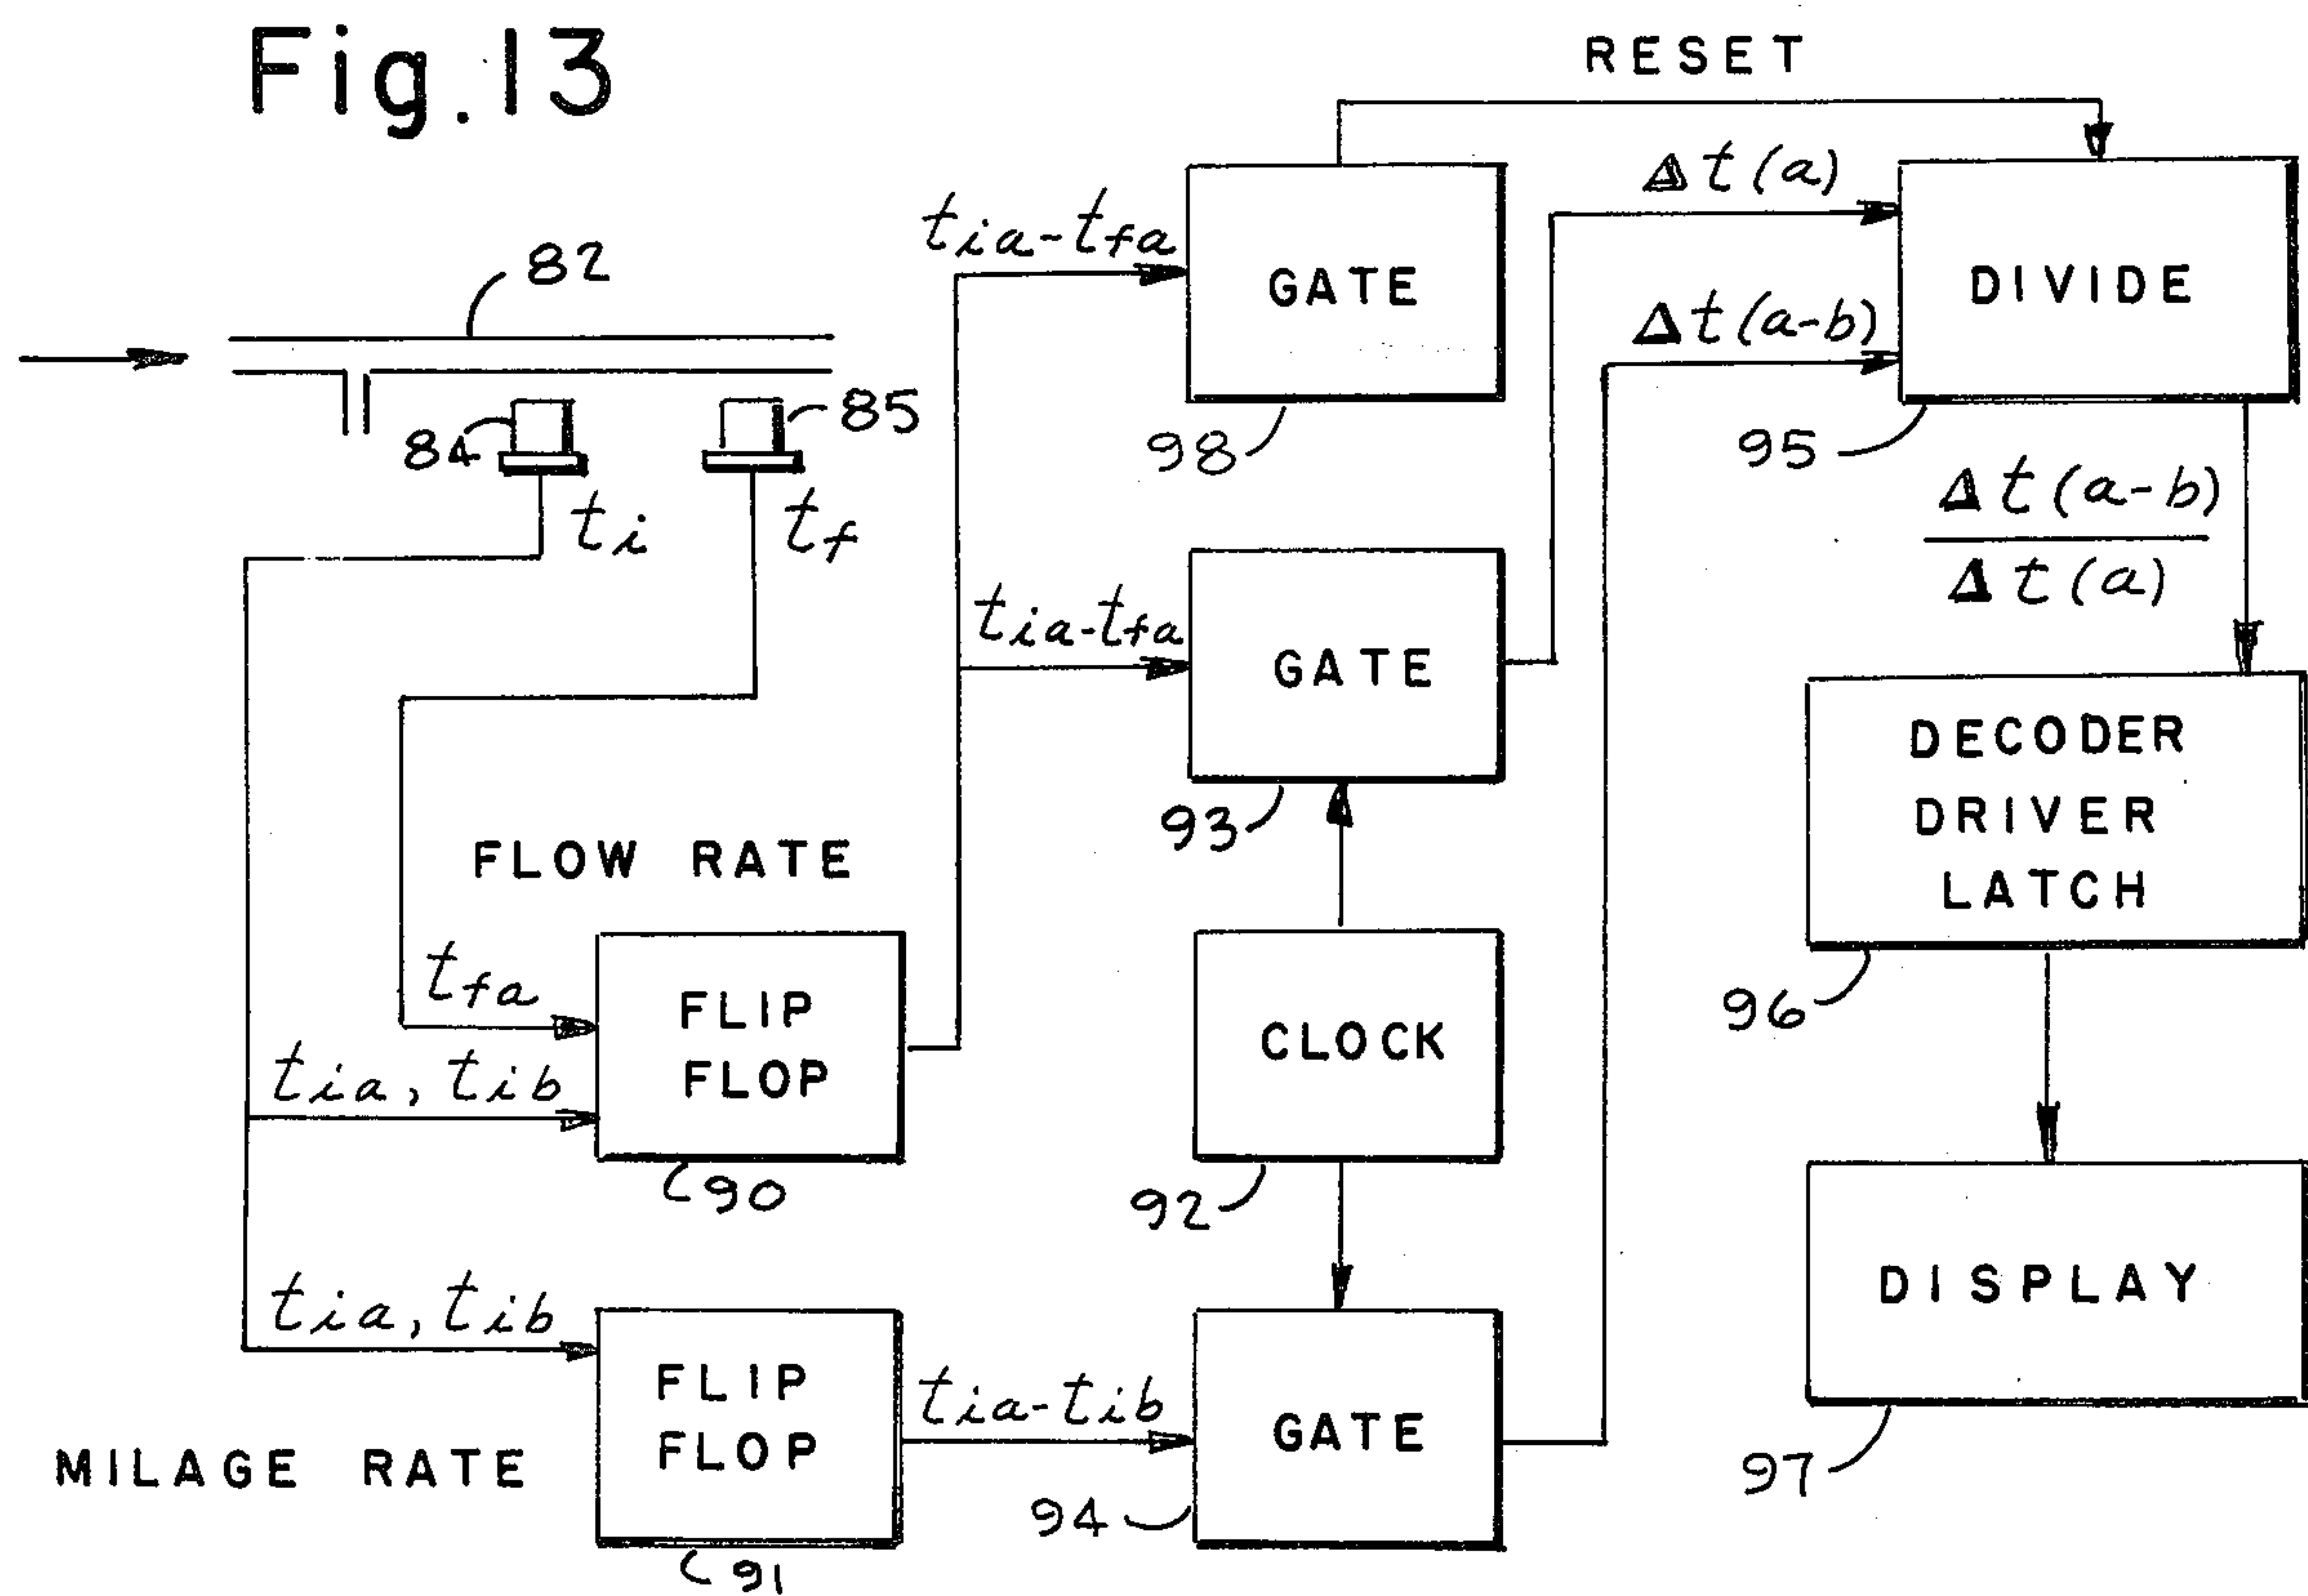 Fig. 13
RESET
82
84
85
ti
tf
tia-tfa
GATE
98
Δt(a)
Δt(a-b)
DIVIDE
95
Δt(a-b)
Δt(a)
tia-tfa
GATE
93
DECODER
DRIVER
LATCH
96
FLOW RATE
tfa
tia, tib
FLIP
FLOP
90
CLOCK
92
tia, tib
MILAGE RATE
FLIP
FLOP
91
tia-tib
GATE
94
DISPLAY
97